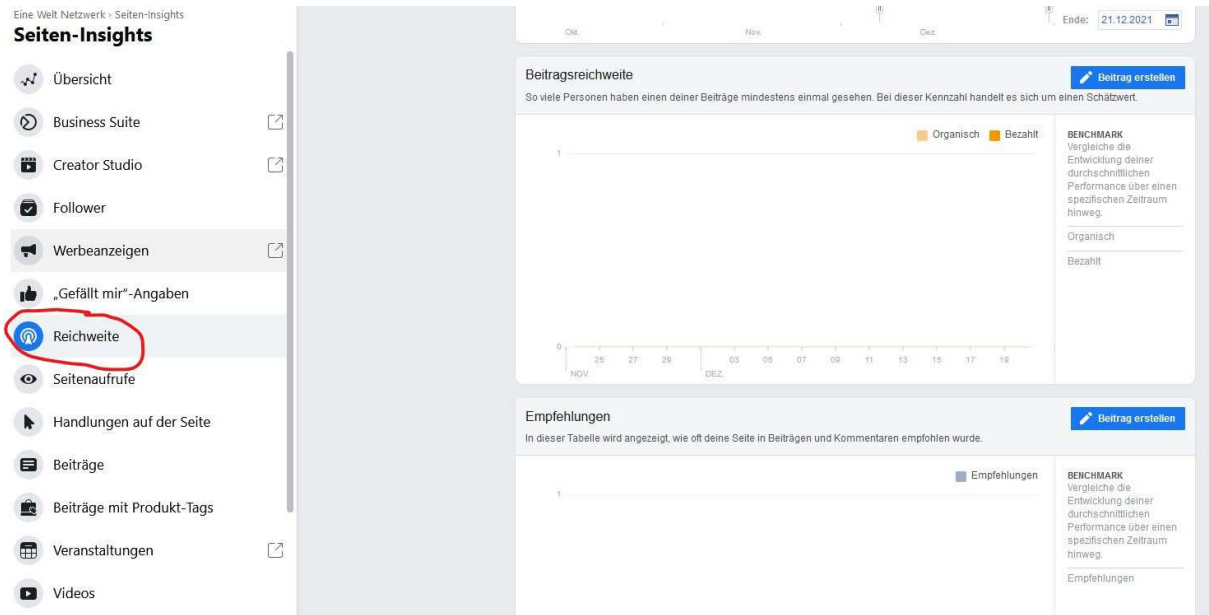 Eine Welt Netzwerk › Seiten-Insights
Seiten-Insights
Übersicht
Business Suite
Creator Studio
Follower
Werbeanzeigen
„Gefällt mir“-Angaben
Reichweite
Seitenaufrufe
Handlungen auf der Seite
Beiträge
Beiträge mit Produkt-Tags
Veranstaltungen
Videos
Okt. Nov. Dez.
Ende: 21.12.2021
Beitragsreichweite
Beitrag erstellen
So viele Personen haben einen deiner Beiträge mindestens einmal gesehen. Bei dieser Kennzahl handelt es sich um einen Schätzwert.
Organisch Bezahlt
1
0
25 27 29 03 05 07 09 11 13 15 17 19
NOV. DEZ.
BENCHMARK
Vergleiche die
Entwicklung deiner
durchschnittlichen
Performance über einen
spezifischen Zeitraum
hinweg.
Organisch
Bezahlt
Empfehlungen
Beitrag erstellen
In dieser Tabelle wird angezeigt, wie oft deine Seite in Beiträgen und Kommentaren empfohlen wurde.
Empfehlungen
1
BENCHMARK
Vergleiche die
Entwicklung deiner
durchschnittlichen
Performance über einen
spezifischen Zeitraum
hinweg.
Empfehlungen